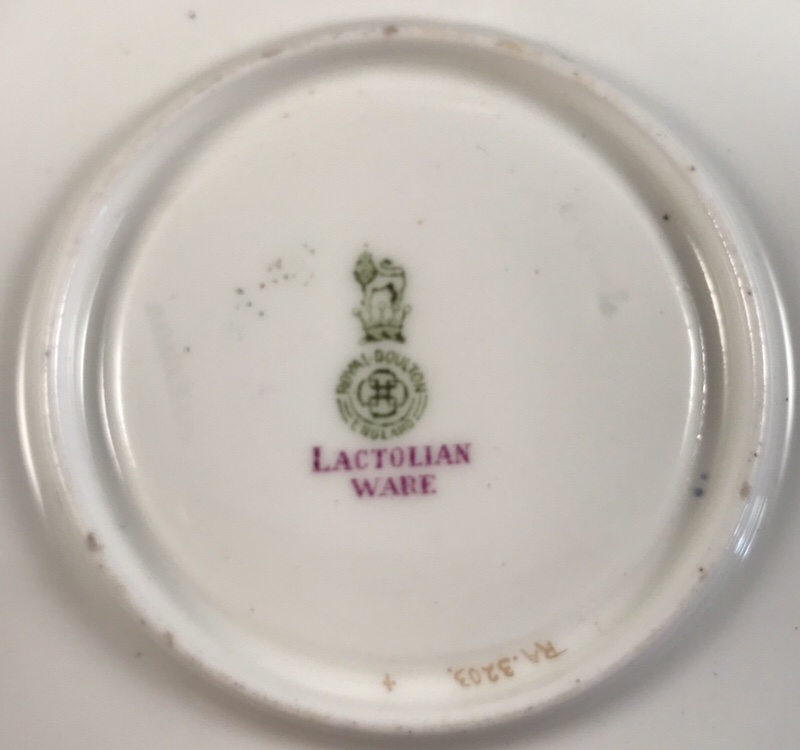 ROYAL·DOULTON
ENGLAND
LACTOLIAN
WARE
RA.3203.